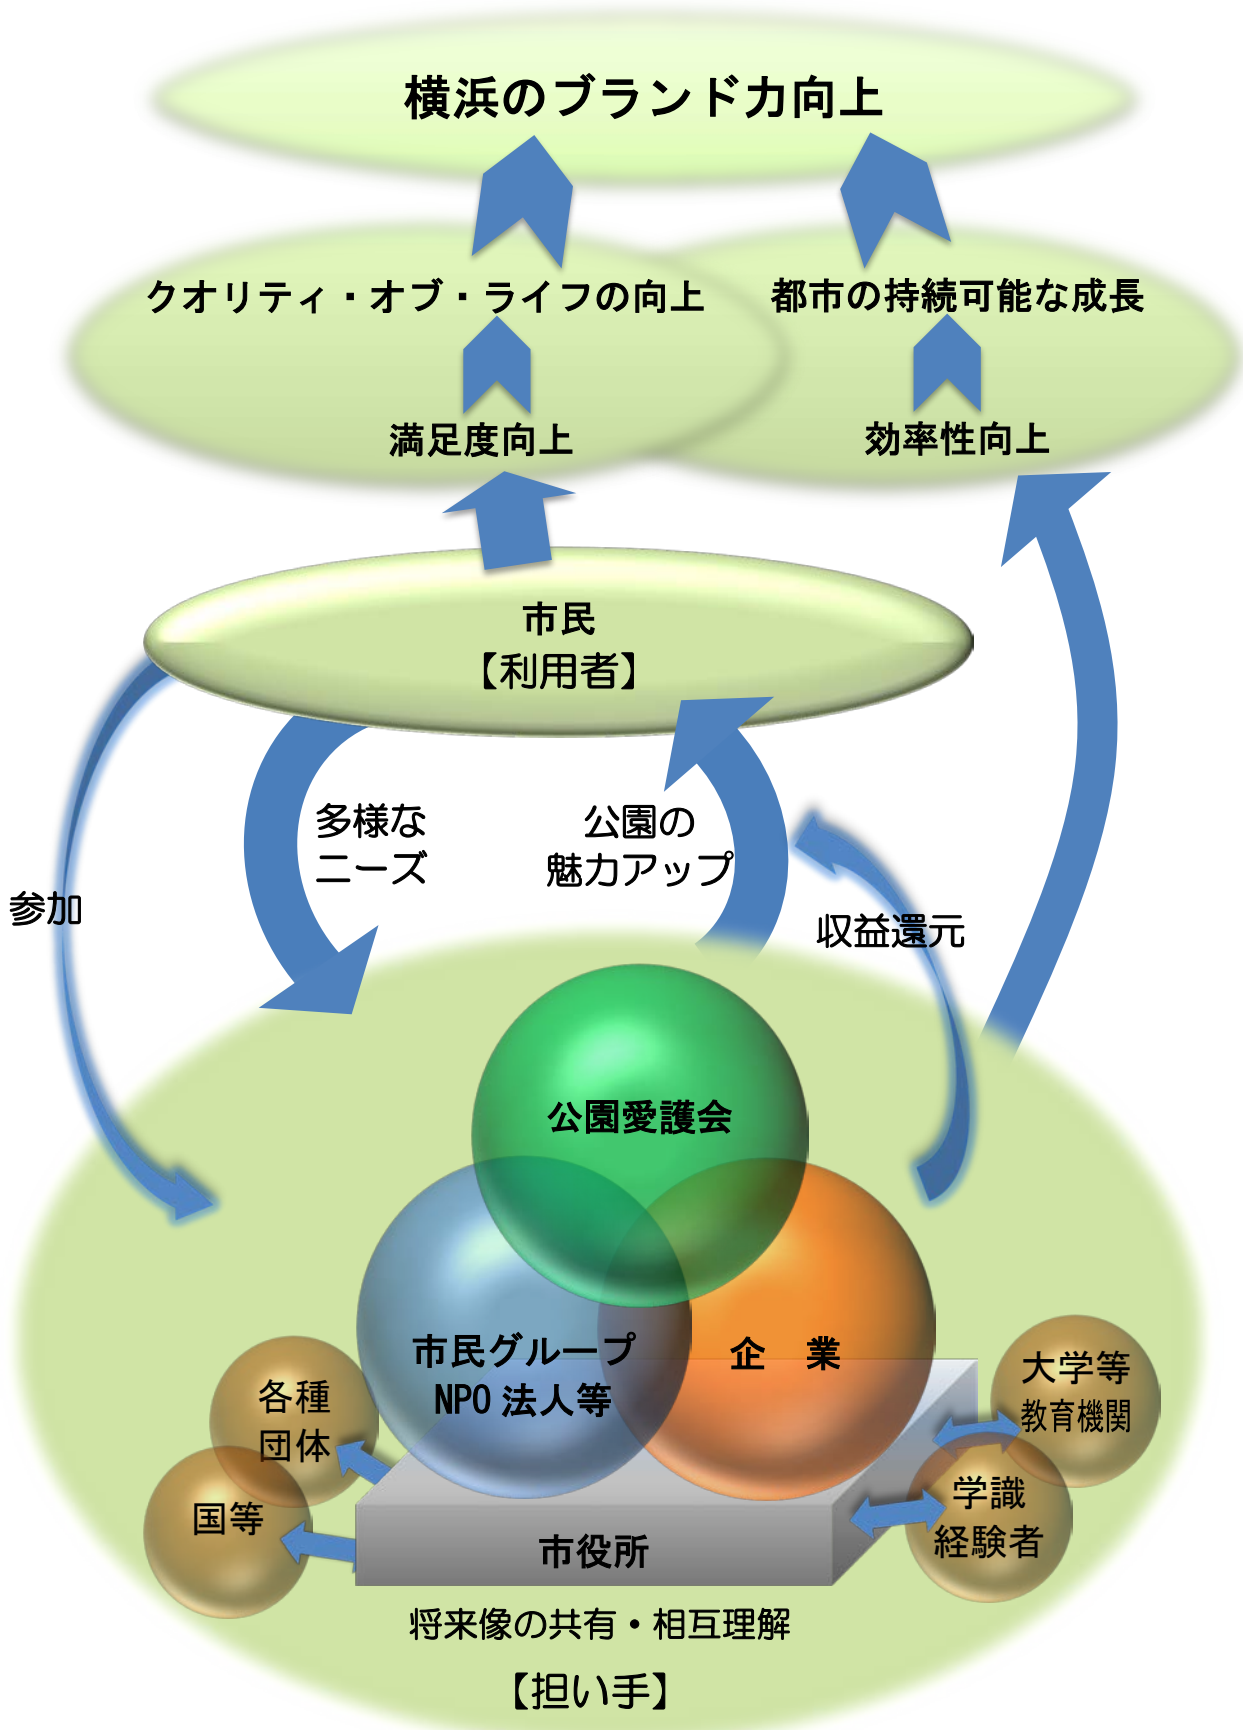 横浜のブランド力向上
クオリティ・オブ・ライフの向上
都市の持続可能な成長
満足度向上
効率性向上
市民
【利用者】
多様な
ニーズ
公園の
魅力アップ
参加
収益還元
公園愛護会
市民グループ
NPO 法人等
企　業
各種
団体
国等
大学等
教育機関
学識
経験者
市役所
将来像の共有・相互理解
【担い手】